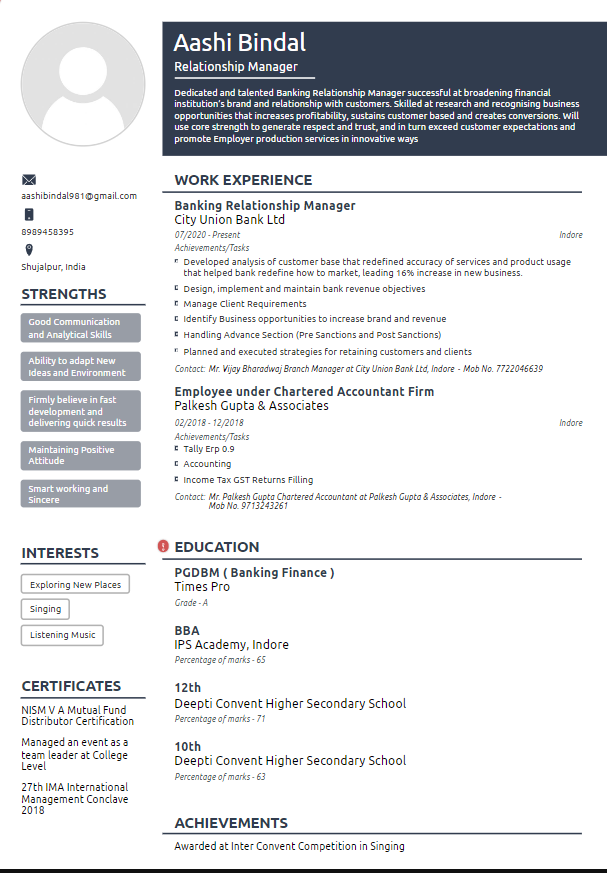 Aashi Bindal
Relationship Manager
Dedicated and talented Banking Relationship Manager successful at broadening financial
institution's brand and relationship with customers. Skilled at research and recognising business
opportunities that increases profitability, sustains customer based and creates conversions. Will
use core strength to generate respect and trust, and in turn exceed customer expectations and
promote Employer production services in innovative ways
aashibindal981@gmail.com
8989458395
Shujalpur, India
STRENGTHS
Good Communication
and Analytical Skills
Ability to adapt New
Ideas and Environment
Firmly believe in fast
development and
delivering quick results
Maintaining Positive
Attitude
Smart working and
Sincere
INTERESTS
Exploring New Places
Singing
Listening Music
CERTIFICATES
NISM V A Mutual Fund
Distributor Certification
Managed an event as a
team leader at College
Level
27th IMA International
Management Conclave
2018
WORK EXPERIENCE
Banking Relationship Manager
City Union Bank Ltd
07/2020 - Present Indore
Achievements/Tasks
Developed analysis of customer base that redefined accuracy of services and product usage
that helped bank redefine how to market, leading 16% increase in new business.
Design, implement and maintain bank revenue objectives
Manage Client Requirements
Identify Business opportunities to increase brand and revenue
Handling Advance Section (Pre Sanctions and Post Sanctions)
Planned and executed strategies for retaining customers and clients
Contact: Mr. Vijay Bharadwaj Branch Manager at City Union Bank Ltd, Indore - Mob No. 7722046639
Employee under Chartered Accountant Firm
Palkesh Gupta & Associates
02/2018 - 12/2018 Indore
Achievements/Tasks
Tally Erp 0.9
Accounting
Income Tax GST Returns Filling
Contact: Mr. Palkesh Gupta Chartered Accountant at Palkesh Gupta & Associates, Indore -
Mob No. 9713243261
EDUCATION
PGDBM ( Banking Finance )
Times Pro
Grade - A
BBA
IPS Academy, Indore
Percentage of marks - 65
12th
Deepti Convent Higher Secondary School
Percentage of marks - 71
10th
Deepti Convent Higher Secondary School
Percentage of marks - 63
ACHIEVEMENTS
Awarded at Inter Convent Competition in Singing